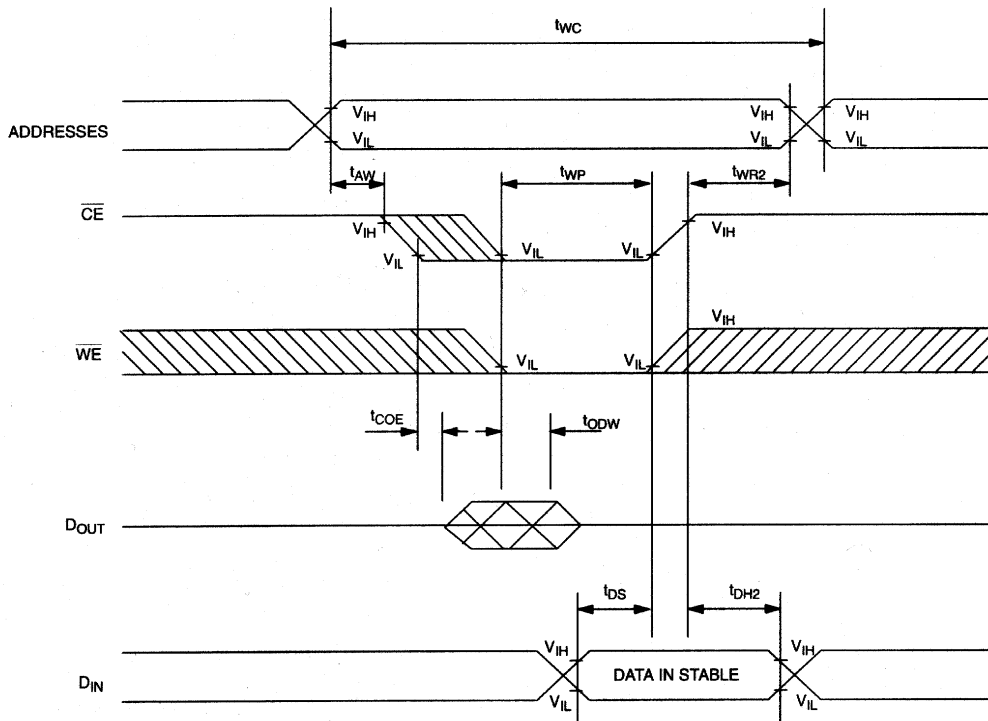 tWC
ADDRESSES
VIH VIH VIH
VIL VIL VIL
tAW tWP tWR2
CE
VIH VIH
VIL VIL VIL
VIH
WE
VIL VIL
tCOE tODW
DOUT
tDS tDH2
VIH DATA IN STABLE VIH
DIN
VIL VIL